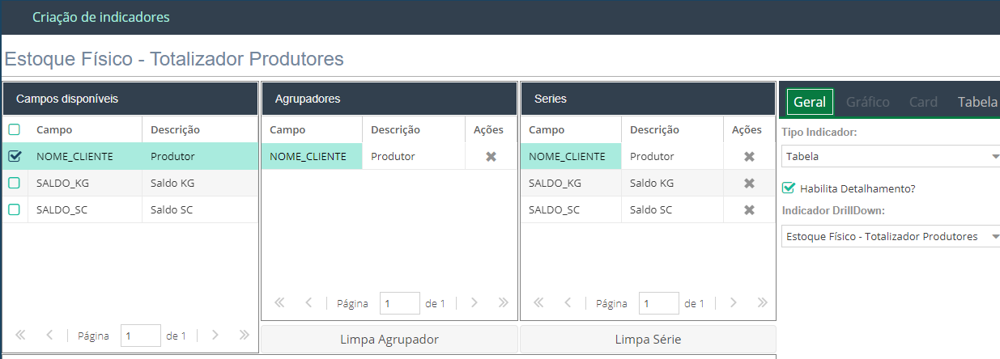 Criação de indicadores
Estoque Físico - Totalizador Produtores
Campos disponíveis
Campo Descrição
NOME_CLIENTE Produtor
SALDO_KG Saldo KG
SALDO_SC Saldo SC
Página 1 de 1
Agrupadores
Campo Descrição Ações
NOME_CLIENTE Produtor
Página 1 de 1
Limpa Agrupador
Series
Campo Descrição Ações
NOME_CLIENTE Produtor
SALDO_KG Saldo KG
SALDO_SC Saldo SC
Página 1 de 1
Limpa Série
Geral Gráfico Card Tabela
Tipo Indicador:
Tabela
Habilita Detalhamento?
Indicador DrillDown:
Estoque Físico - Totalizador Produtores